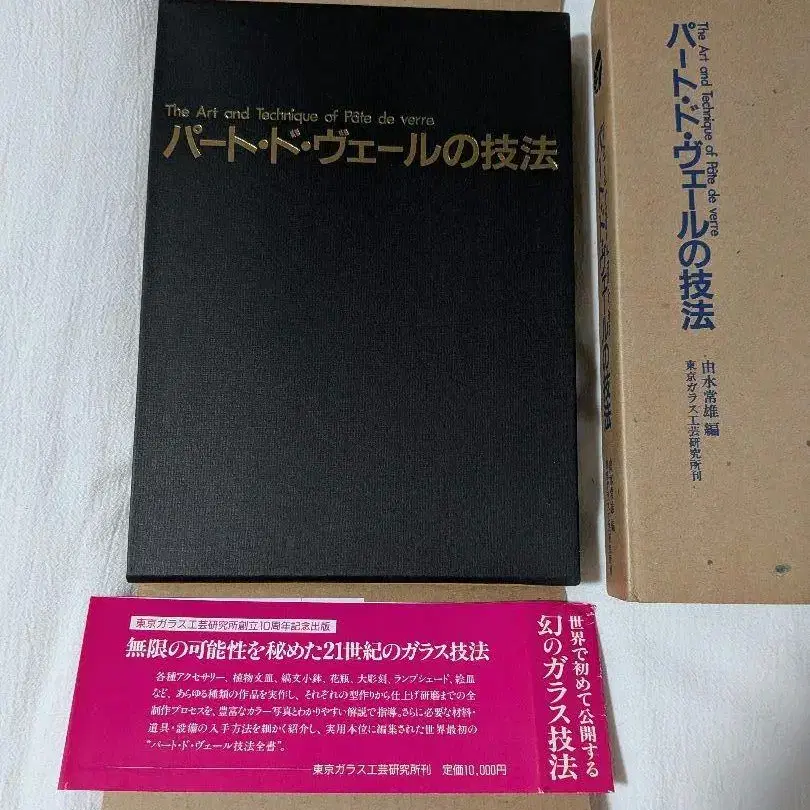 The Art and Technique of Pâte de verre
パート・ド・ヴェールの技法
The Art and Technique of Pâte de verre
パート・ド・ヴェールの技法
由水常雄 編
東京ガラス工芸研究所刊
東京ガラス工芸研究所創立10周年記念出版
無限の可能性を秘めた21世紀のガラス技法
各種アクセサリー、植物文皿、縞文小鉢、花瓶、大彫刻、ランプシェード、絵皿
など、あらゆる種類の作品を実作し、それぞれの型作りから仕上げ研磨までの全
制作プロセスを、豊富なカラー写真とわかりやすい解説で指導。さらに必要な材料・
道具・設備の入手方法を細かく紹介し、実用本位に編集された世界最初の
“パート・ド・ヴェール技法全書”。
東京ガラス工芸研究所刊 定価10,000円
世界で初めて公開する
幻のガラス技法